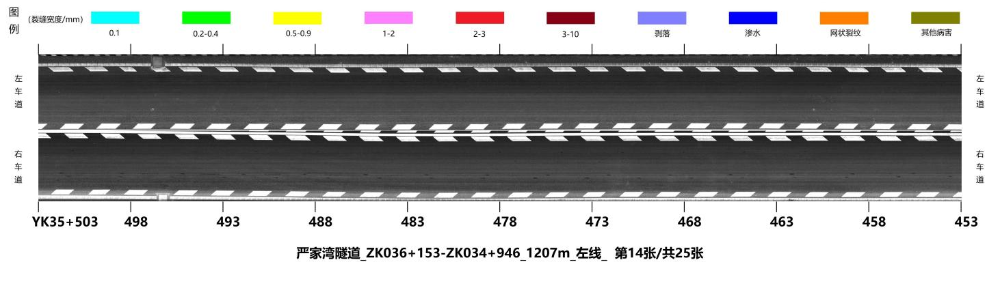 图例
(裂缝宽度/mm)
0.1 0.2-0.4 0.5-0.9 1-2 2-3 3-10 剥落 渗水 网状裂纹 其他病害
左车道 左车道
右车道 右车道
YK35+503 498 493 488 483 478 473 468 463 458 453
严家湾隧道_ZK036+153-ZK034+946_1207m_左线_ 第14张/共25张